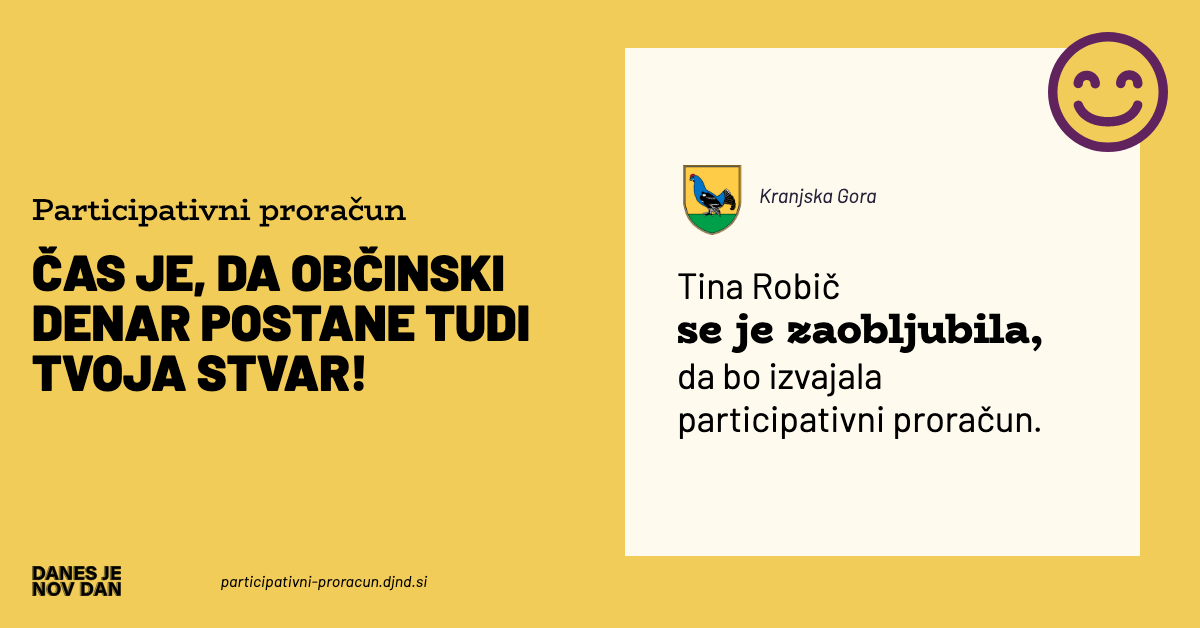 Participativni proračun
ČAS JE, DA OBČINSKI
DENAR POSTANE TUDI
TVOJA STVAR!
DANES JE
NOV DAN
participativni-proracun.djnd.si
Kranjska Gora
Tina Robič
se je zaobljubila,
da bo izvajala
participativni proračun.